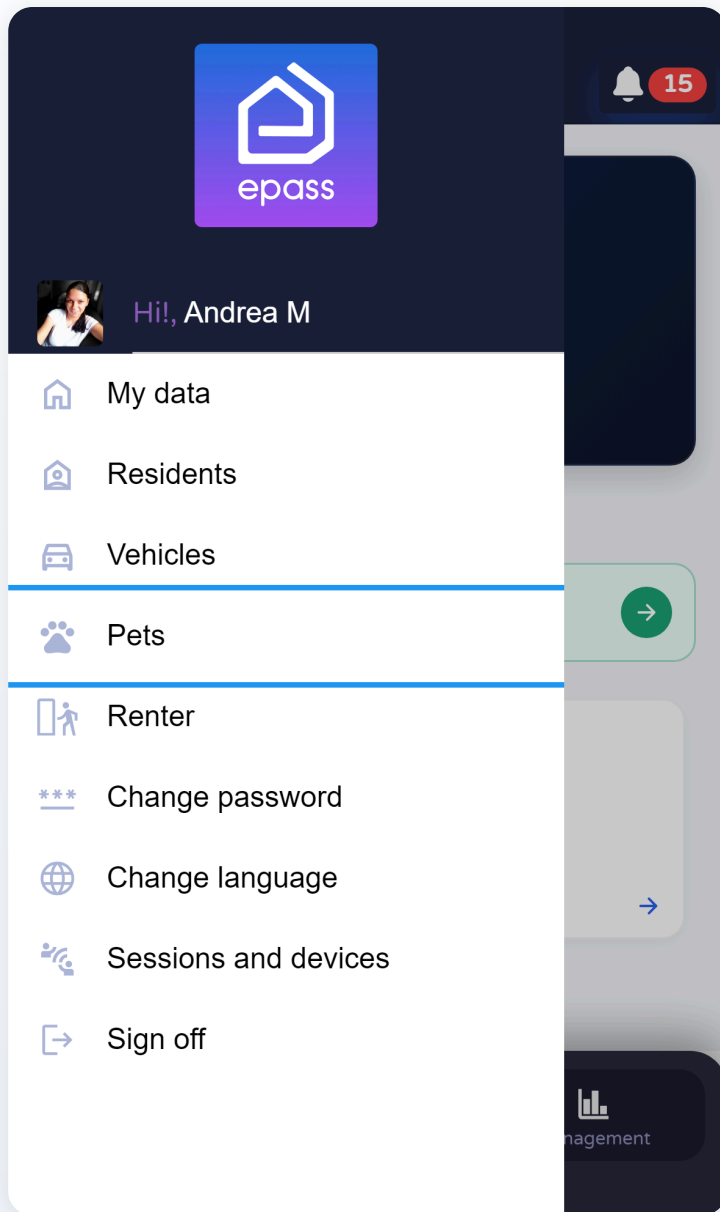 15
epass
Hi!, Andrea M
My data
Residents
Vehicles
Pets
Renter
*** Change password
Change language
Sessions and devices
Sign off
nagement